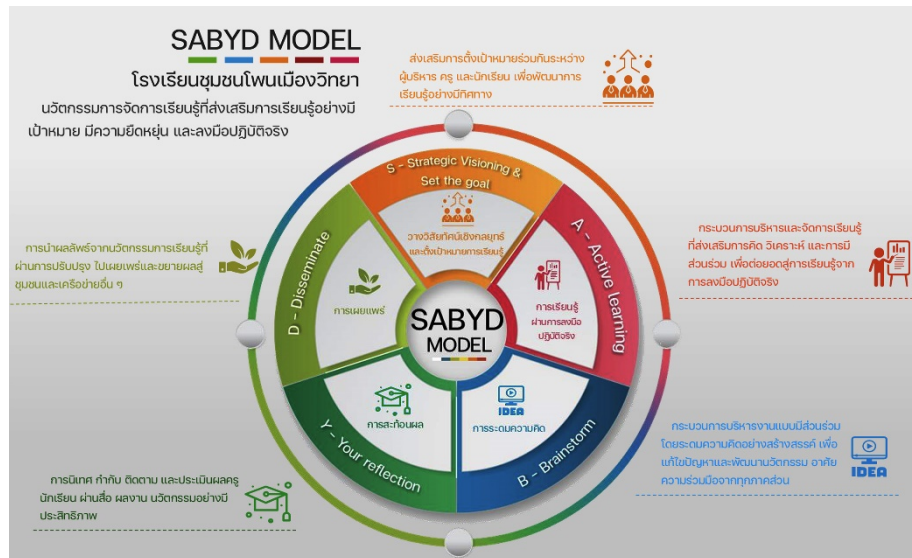 SABYD MODEL
โรงเรียนชุมชนโพนเมืองวิทยา
นวัตกรรมการจัดการเรียนรู้ที่ส่งเสริมการเรียนรู้อย่างมี
เป้าหมาย มีความยืดหยุ่น และลงมือปฏิบัติจริง
ส่งเสริมการตั้งเป้าหมายร่วมกันระหว่าง
ผู้บริหาร ครู และนักเรียน เพื่อพัฒนาการ
เรียนรู้อย่างมีทิศทาง
S - Strategic Visioning &
Set the goal
วางวิสัยทัศน์เชิงกลยุทธ์
และตั้งเป้าหมายการเรียนรู้
A - Active learning
การเรียนรู้
ผ่านการลงมือ
ปฏิบัติจริง
กระบวนการบริหารและจัดการเรียนรู้
ที่ส่งเสริมการคิด วิเคราะห์ และการมี
ส่วนร่วม เพื่อต่อยอดสู่การเรียนรู้จาก
การลงมือปฏิบัติจริง
การนำผลลัพธ์จากนวัตกรรมการเรียนรู้ที่
ผ่านการปรับปรุง ไปเผยแพร่และขยายผลสู่
ชุมชนและเครือข่ายอื่น ๆ
D - Disseminate
การเผยแพร่
SABYD
MODEL
Y - Your reflection
การสะท้อนผล
IDEA
การระดมความคิด
B - Brainstorm
กระบวนการบริหารงานแบบมีส่วนร่วม
โดยระดมความคิดอย่างสร้างสรรค์ เพื่อ
แก้ไขปัญหาและพัฒนานวัตกรรม อาศัย
ความร่วมมือจากทุกภาคส่วน
IDEA
การนิเทศ กำกับ ติดตาม และประเมินผลครู
นักเรียน ผ่านสื่อ ผลงาน นวัตกรรมอย่างมี
ประสิทธิภาพ